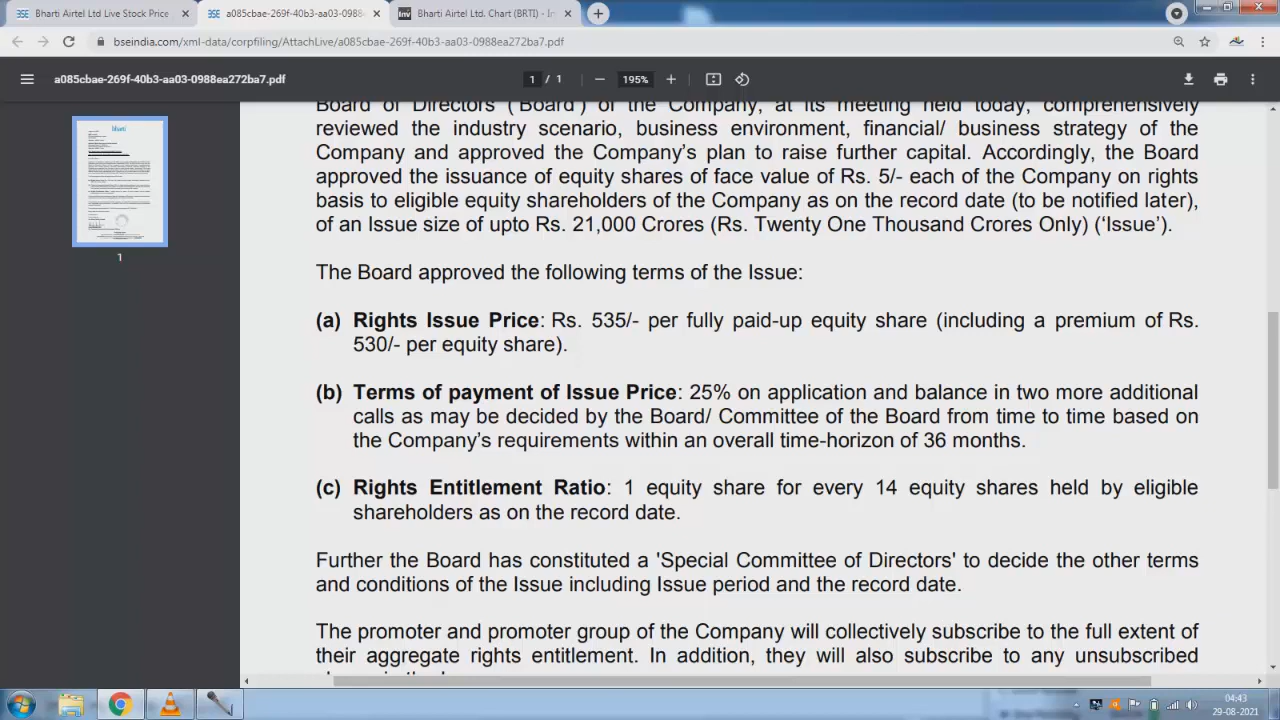 Bharti Airtel Ltd Live Stock Price
a085cbae-269f-40b3-aa03-0988
Bharti Airtel Ltd. Chart (BRTI) - In
bseindia.com/xml-data/corpfiling/AttachLive/a085cbae-269f-40b3-aa03-0988ea272ba7.pdf
a085cbae-269f-40b3-aa03-0988ea272ba7.pdf
1 / 1
195%
1
Board of Directors ('Board') of the Company, at its meeting held today, comprehensively
reviewed the industry scenario, business environment, financial/ business strategy of the
Company and approved the Company's plan to raise further capital. Accordingly, the Board
approved the issuance of equity shares of face value of Rs. 5/- each of the Company on rights
basis to eligible equity shareholders of the Company as on the record date (to be notified later),
of an Issue size of upto Rs. 21,000 Crores (Rs. Twenty One Thousand Crores Only) ('Issue').
The Board approved the following terms of the Issue:
(a) Rights Issue Price: Rs. 535/- per fully paid-up equity share (including a premium of Rs.
530/- per equity share).
(b) Terms of payment of Issue Price: 25% on application and balance in two more additional
calls as may be decided by the Board/ Committee of the Board from time to time based on
the Company's requirements within an overall time-horizon of 36 months.
(c) Rights Entitlement Ratio: 1 equity share for every 14 equity shares held by eligible
shareholders as on the record date.
Further the Board has constituted a 'Special Committee of Directors' to decide the other terms
and conditions of the Issue including Issue period and the record date.
The promoter and promoter group of the Company will collectively subscribe to the full extent of
their aggregate rights entitlement. In addition, they will also subscribe to any unsubscribed
04:43
29-08-2021